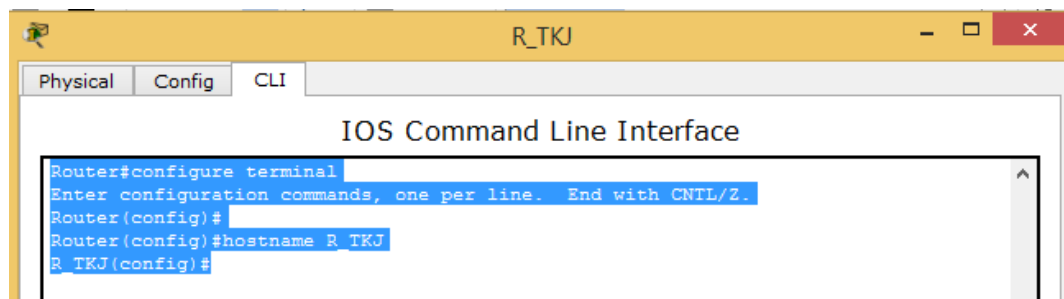 R_TKJ
Physical Config CLI
IOS Command Line Interface
Router#configure terminal
Enter configuration commands, one per line.  End with CNTL/Z.
Router(config)#
Router(config)#hostname R_TKJ
R_TKJ(config)#